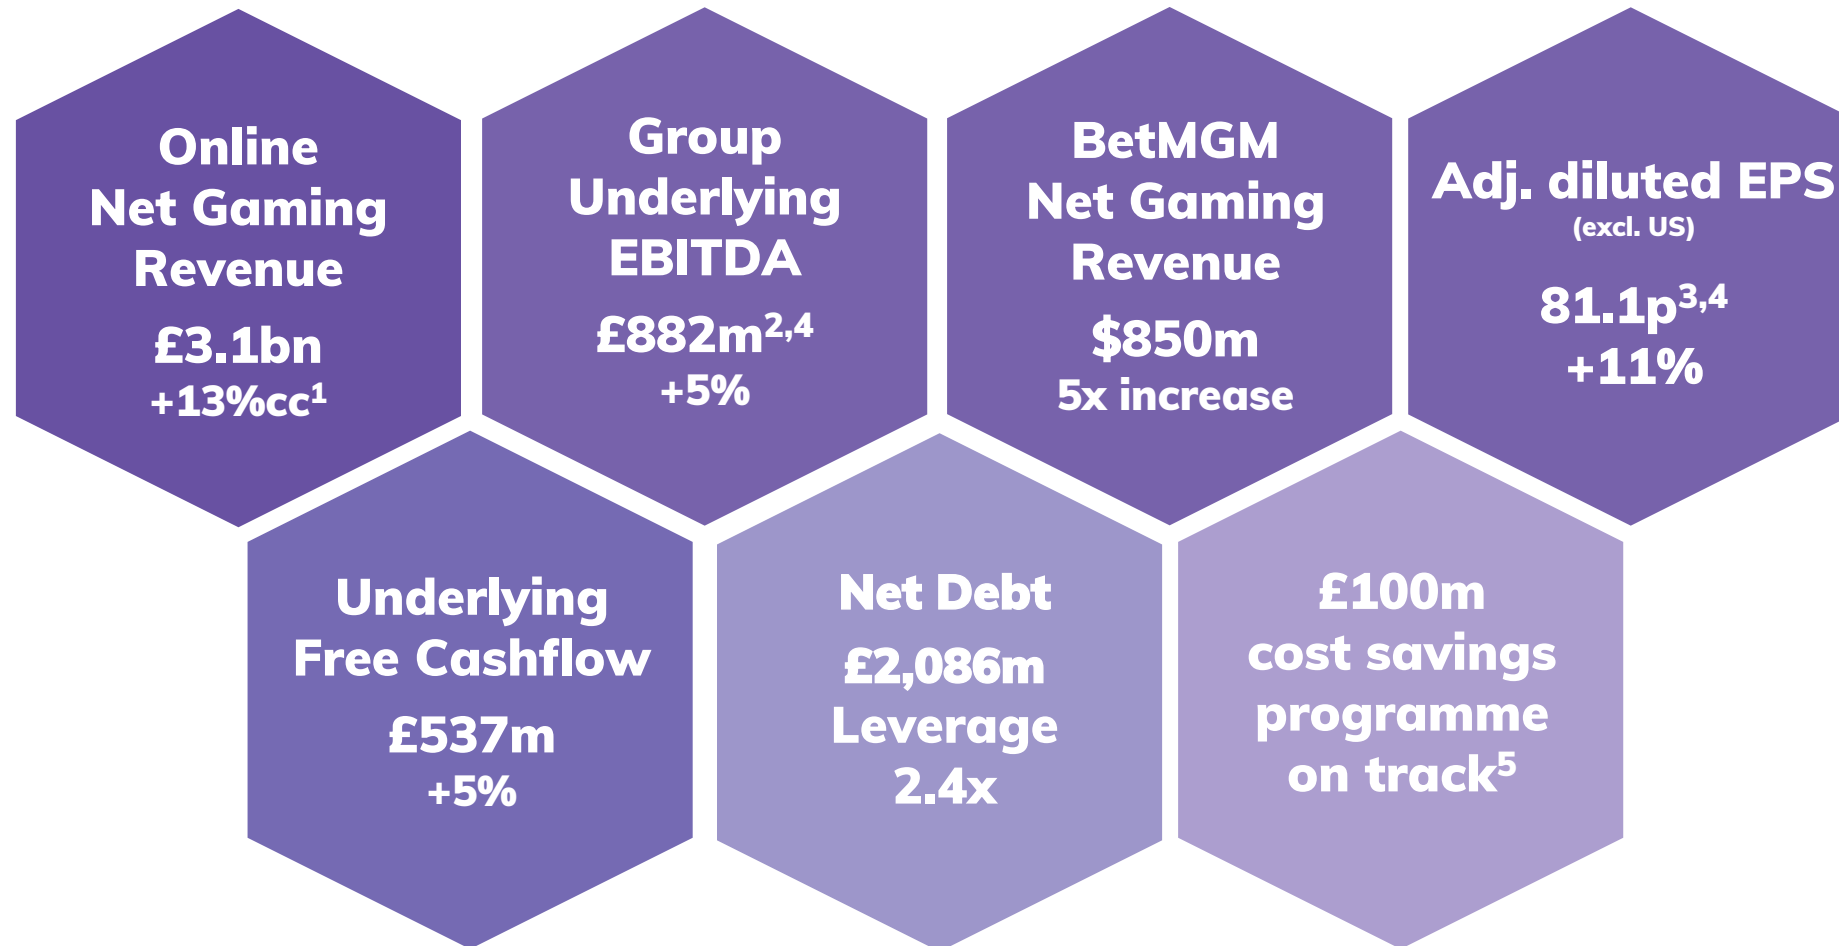 Online
Net Gaming
Revenue
£3.1bn
+13%cc¹
Group
Underlying
EBITDA
£882m²,⁴
+5%
BetMGM
Net Gaming
Revenue
$850m
5x increase
Adj. diluted EPS
(excl. US)
81.1p³,⁴
+11%
Underlying
Free Cashflow
£537m
+5%
Net Debt
£2,086m
Leverage
2.4x
£100m
cost savings
programme
on track⁵